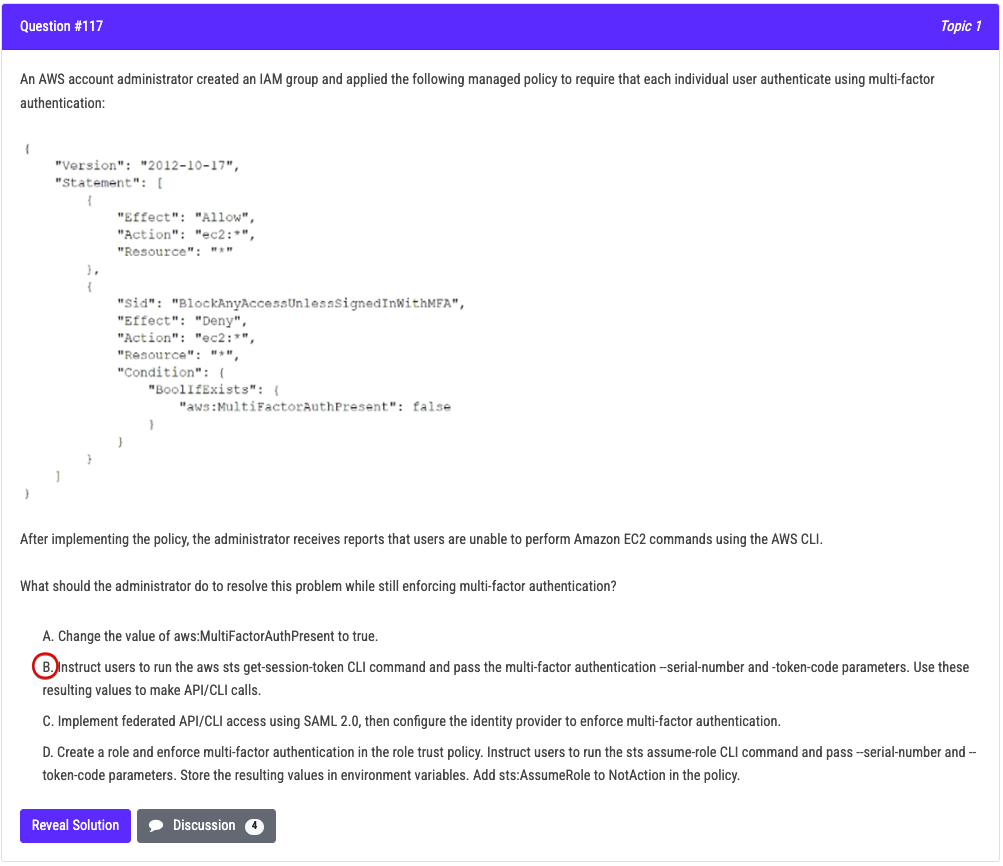 Question #117
Topic 1
An AWS account administrator created an IAM group and applied the following managed policy to require that each individual user authenticate using multi-factor
authentication:
{
    "Version": "2012-10-17",
    "Statement": [
        {
            "Effect": "Allow",
            "Action": "ec2:*",
            "Resource": "*"
        },
        {
            "Sid": "BlockAnyAccessUnlessSignedInWithMFA",
            "Effect": "Deny",
            "Action": "ec2:*",
            "Resource": "*",
            "Condition": {
                "BoolIfExists": {
                    "aws:MultiFactorAuthPresent": false
                }
            }
        }
    ]
}
After implementing the policy, the administrator receives reports that users are unable to perform Amazon EC2 commands using the AWS CLI.
What should the administrator do to resolve this problem while still enforcing multi-factor authentication?
A. Change the value of aws:MultiFactorAuthPresent to true.
B. Instruct users to run the aws sts get-session-token CLI command and pass the multi-factor authentication --serial-number and -token-code parameters. Use these
resulting values to make API/CLI calls.
C. Implement federated API/CLI access using SAML 2.0, then configure the identity provider to enforce multi-factor authentication.
D. Create a role and enforce multi-factor authentication in the role trust policy. Instruct users to run the sts assume-role CLI command and pass --serial-number and --
token-code parameters. Store the resulting values in environment variables. Add sts:AssumeRole to NotAction in the policy.
Reveal Solution
Discussion 4